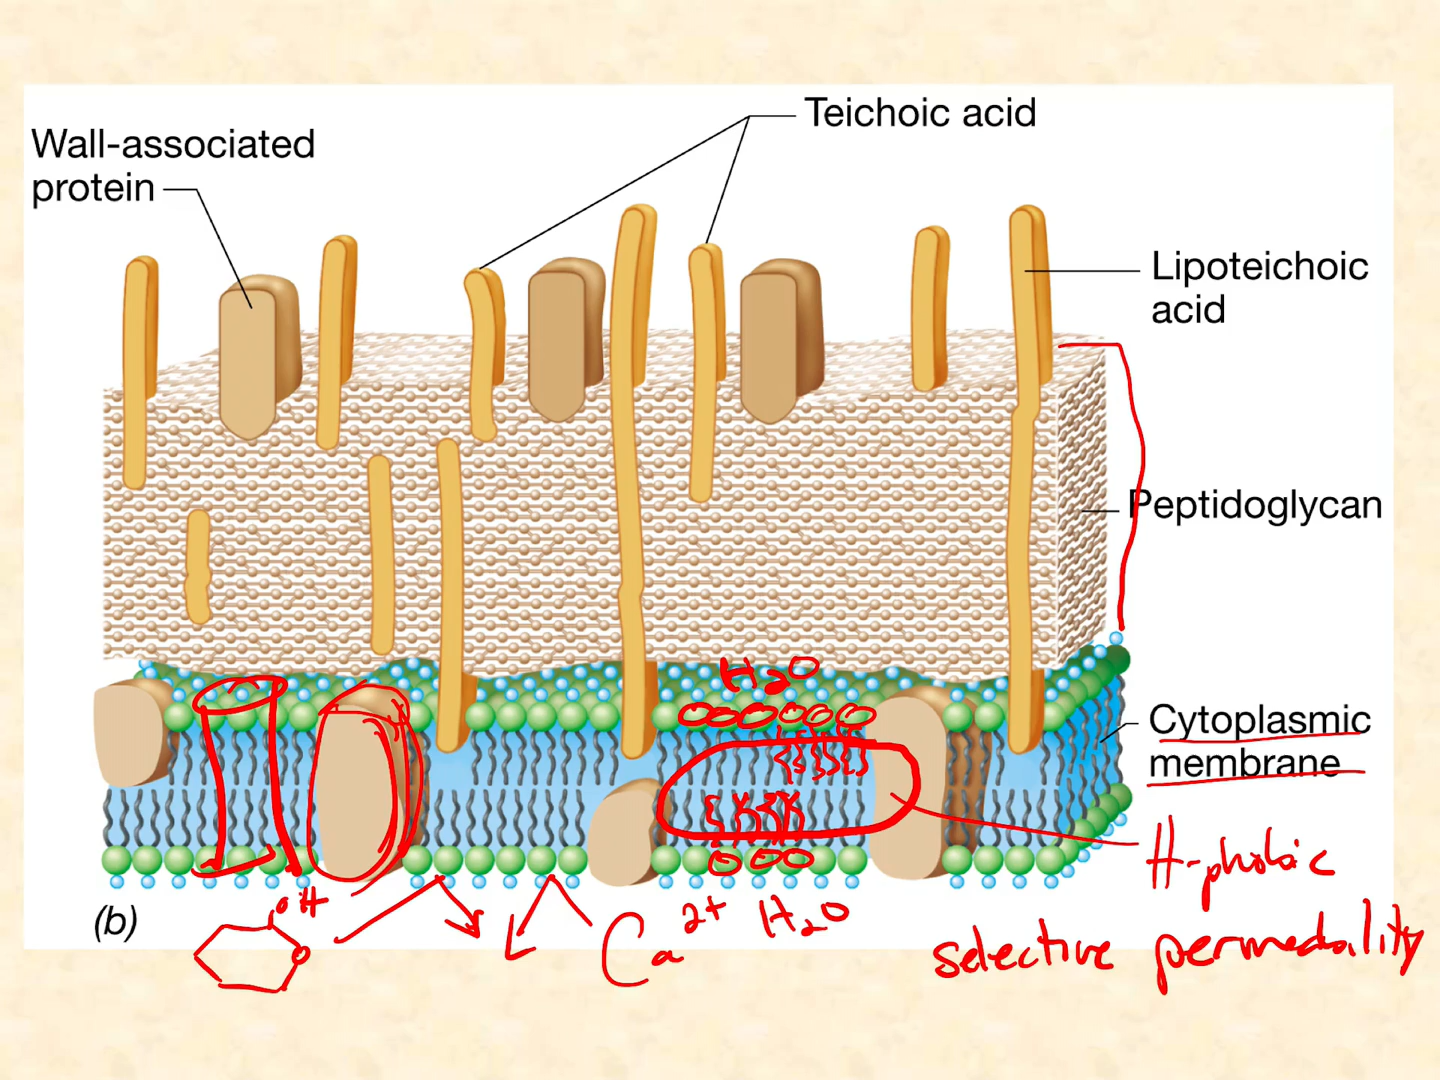 Wall-associated
protein
Teichoic acid
Lipoteichoic
acid
Peptidoglycan
H₂O
Cytoplasmic
membrane
H-phobic
OH
O
(b)
Ca²⁺
H₂O
selective permeability